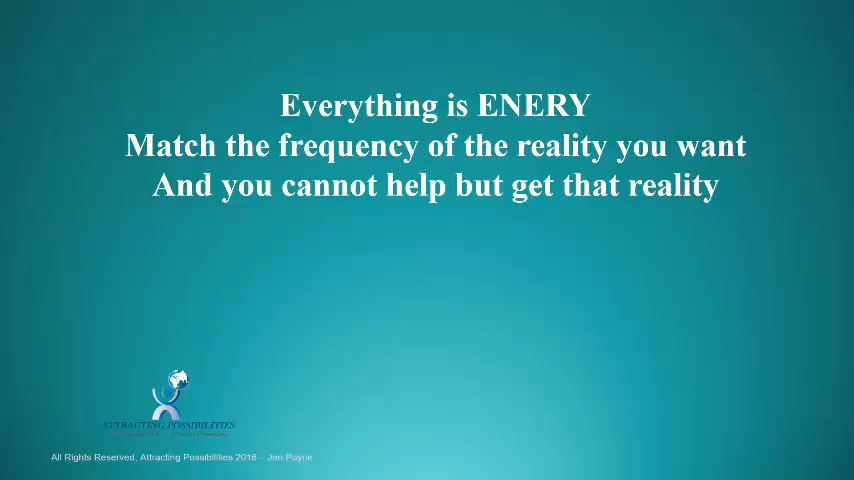 Everything is ENERY
Match the frequency of the reality you want
And you cannot help but get that reality
ATTRACTING POSSIBILITIES
All Rights Reserved, Attracting Possibilities 2016 – Jan Payne